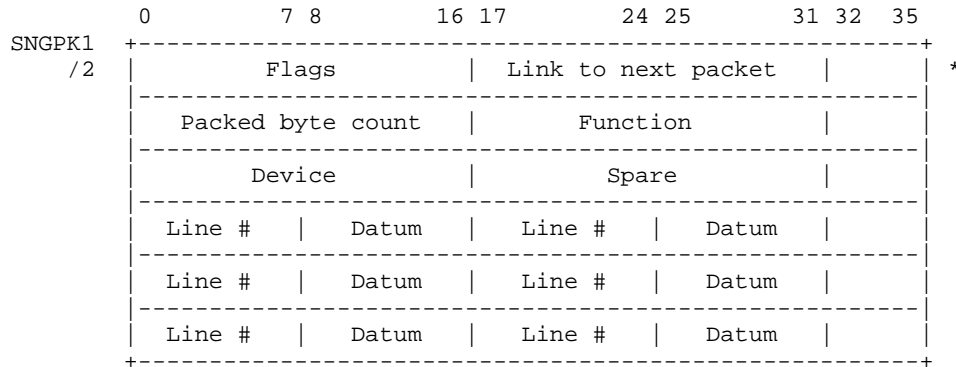 0 7 8 16 17 24 25 31 32 35
SNGPK1
/2 Flags Link to next packet *
Packed byte count Function
Device Spare
Line # Datum Line # Datum
Line # Datum Line # Datum
Line # Datum Line # Datum